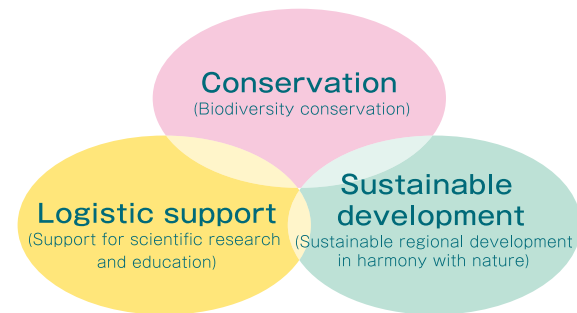 Conservation
(Biodiversity conservation)
Logistic support
(Support for scientific research
and education)
Sustainable
development
(Sustainable regional development
in harmony with nature)